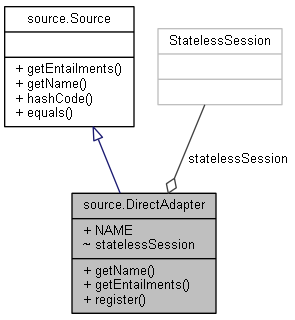 source.Source
+ getEntailments()
+ getName()
+ hashCode()
+ equals()
StatelessSession
statelessSession
source.DirectAdapter
+ NAME
~ statelessSession
+ getName()
+ getEntailments()
+ register()